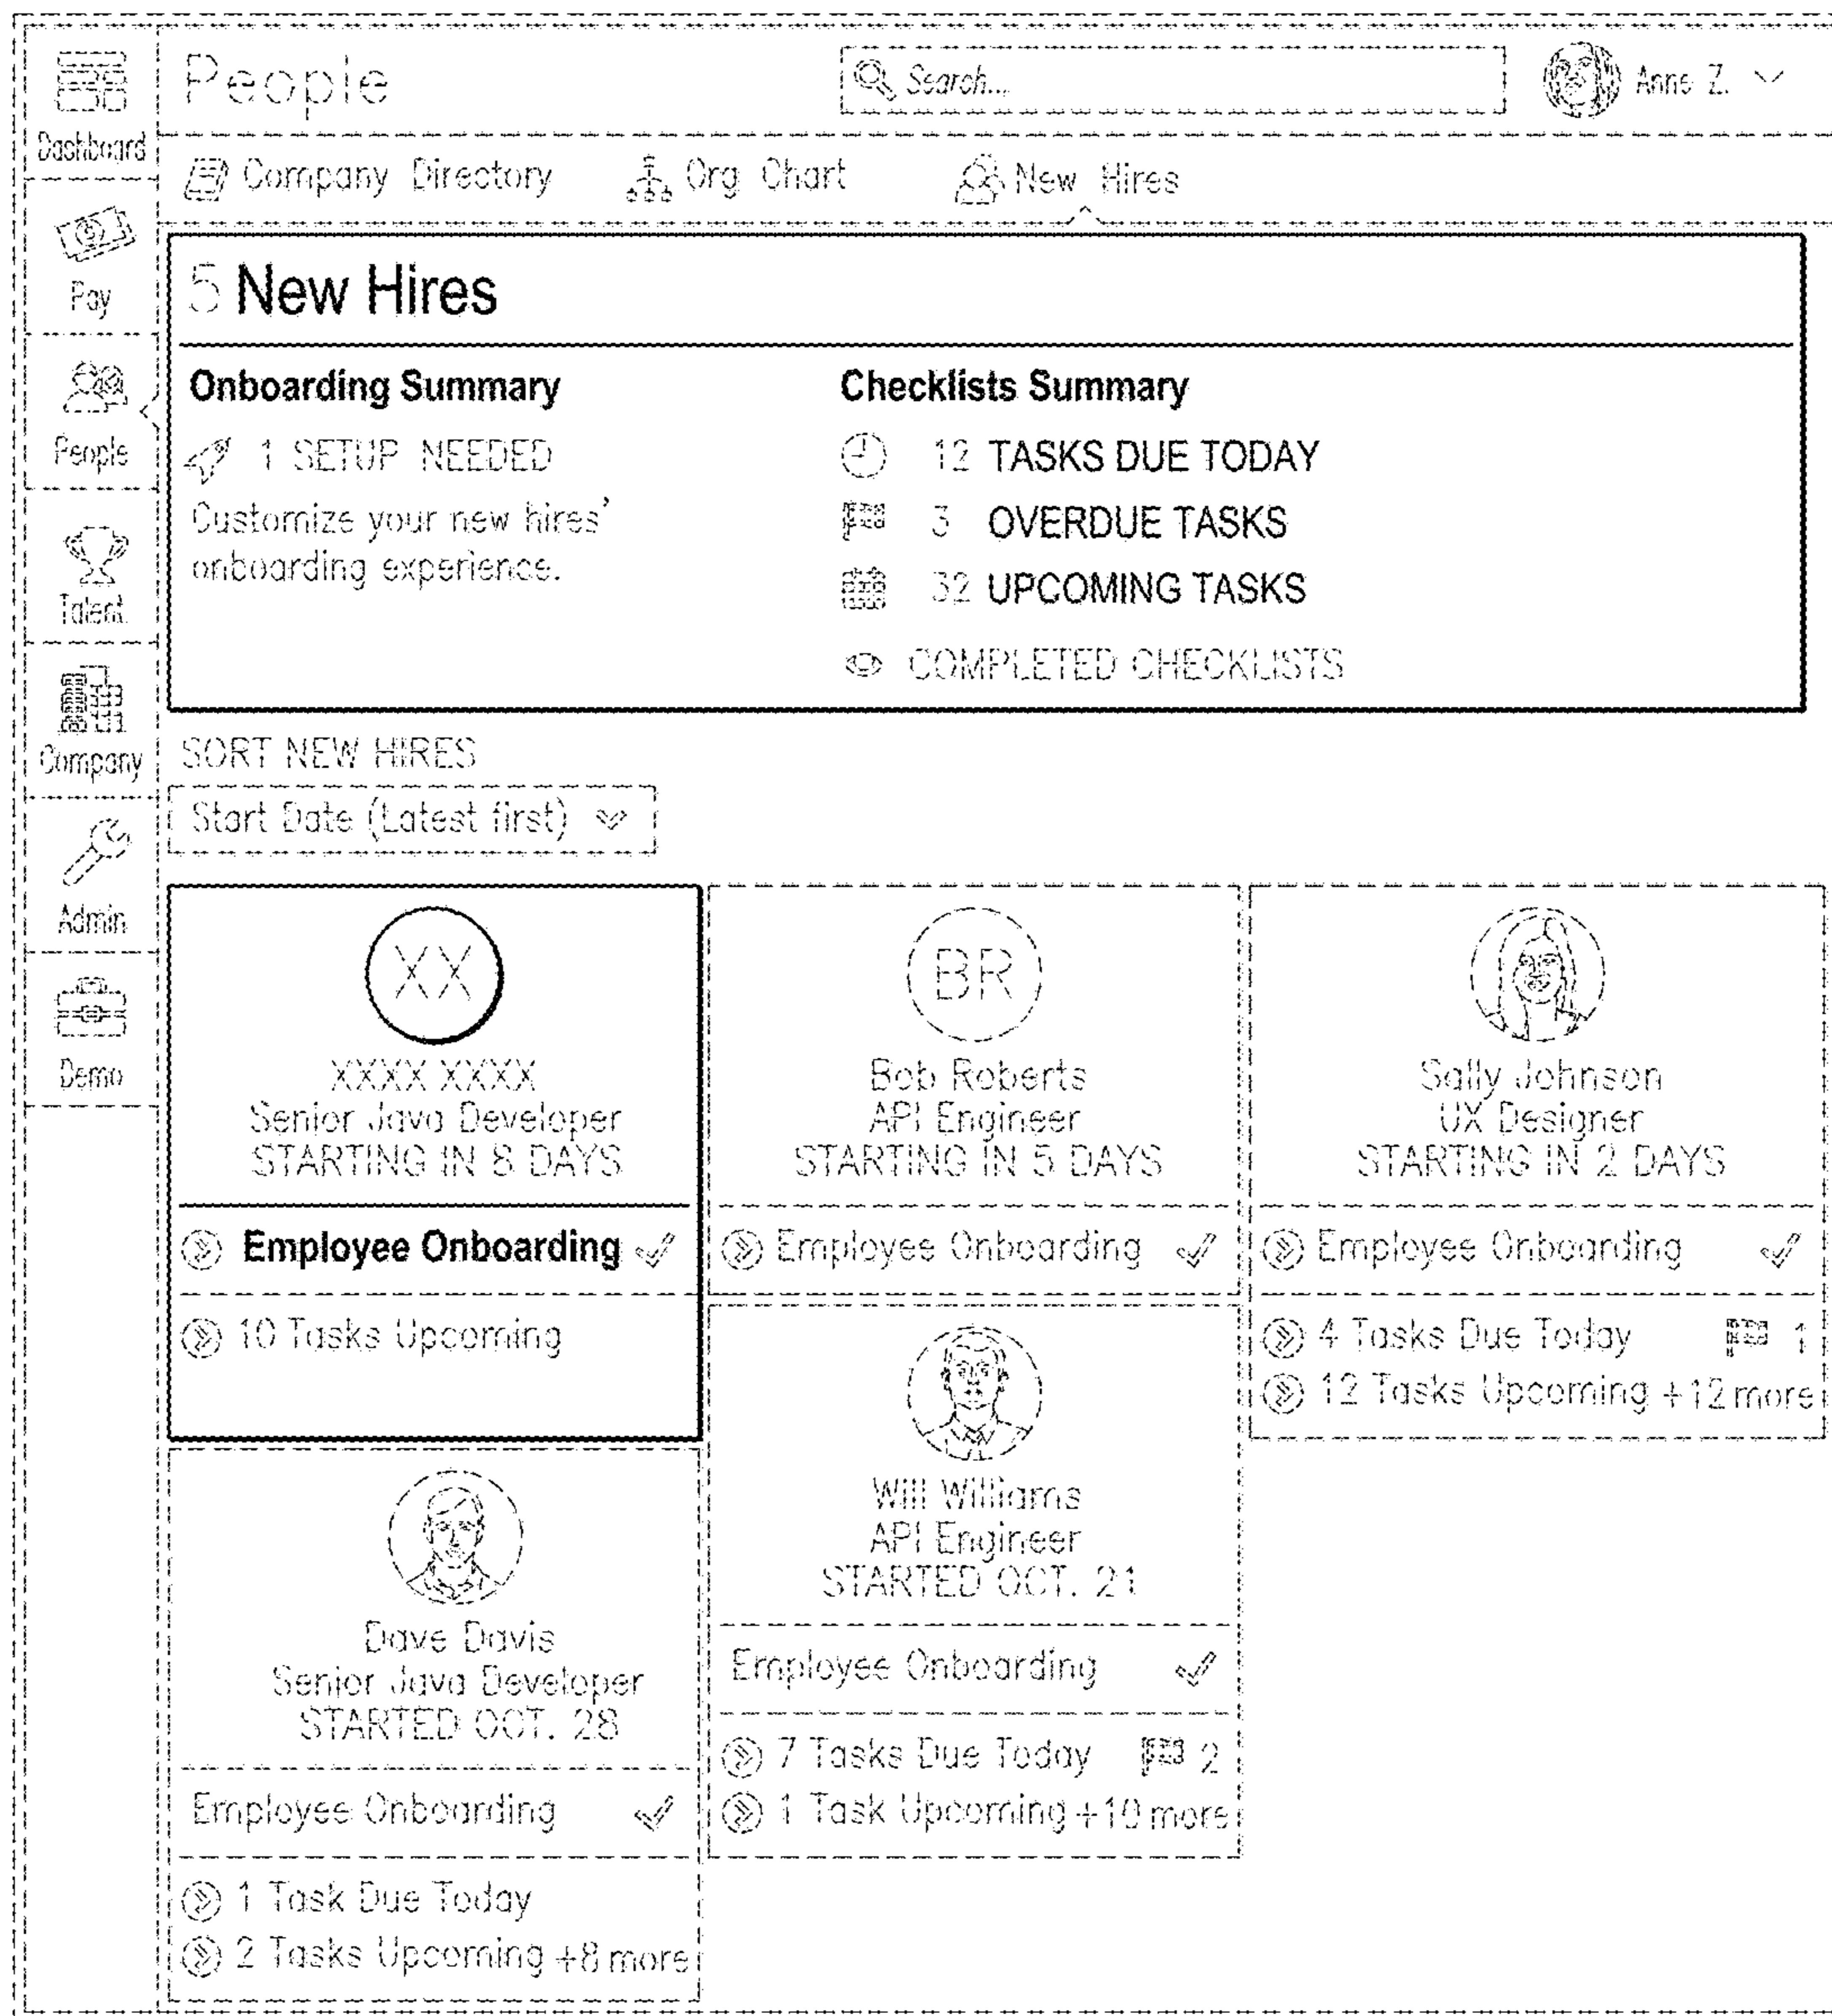 People
Search...
Anne Z.
Dashboard
Pay
People
Talent
Company
Admin
Demo
Company Directory
Org Chart
New Hires
5 New Hires
Onboarding Summary
1 SETUP NEEDED
Customize your new hires'
onboarding experience.
Checklists Summary
12 TASKS DUE TODAY
3 OVERDUE TASKS
32 UPCOMING TASKS
COMPLETED CHECKLISTS
SORT NEW HIRES
Start Date (Latest first)
XX
XXXX XXXX
Senior Java Developer
STARTING IN 8 DAYS
Employee Onboarding
10 Tasks Upcoming
BR
Bob Roberts
API Engineer
STARTING IN 5 DAYS
Employee Onboarding
Sally Johnson
UX Designer
STARTING IN 2 DAYS
Employee Onboarding
4 Tasks Due Today 1
12 Tasks Upcoming +12 more
Dave Davis
Senior Java Developer
STARTED OCT. 28
Employee Onboarding
1 Task Due Today
2 Tasks Upcoming +8 more
Will Williams
API Engineer
STARTED OCT. 21
Employee Onboarding
7 Tasks Due Today 2
1 Task Upcoming +10 more